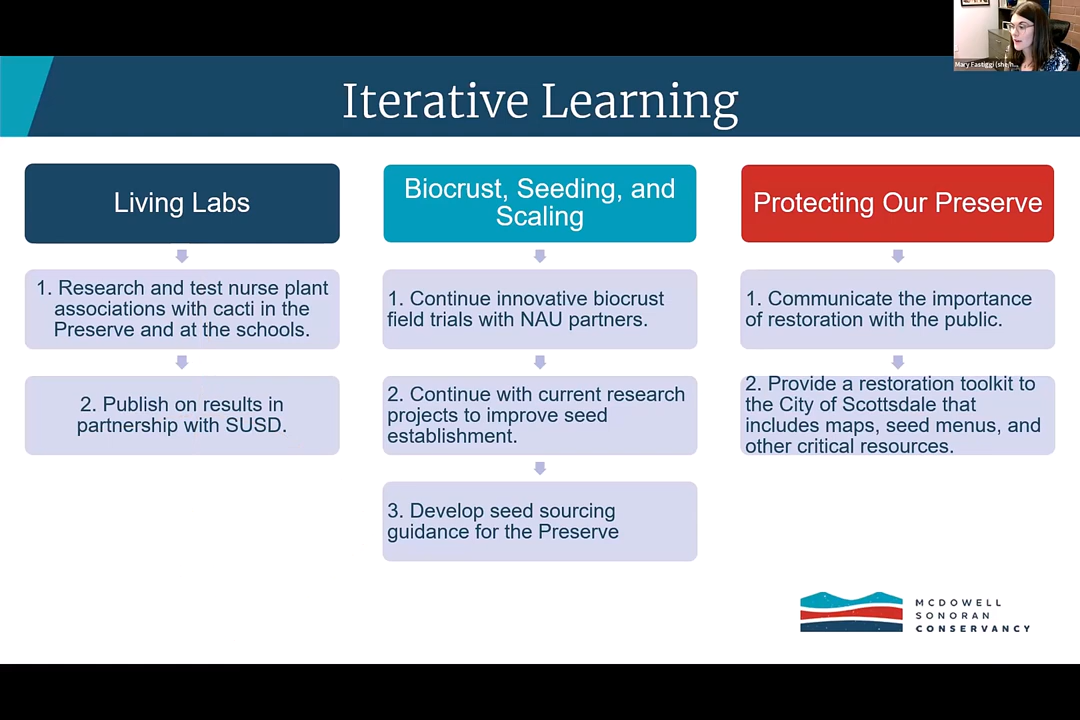 Mary Fastiggi (she/h...
Iterative Learning
Living Labs
1. Research and test nurse plant
associations with cacti in the
Preserve and at the schools.
2. Publish on results in
partnership with SUSD.
Biocrust, Seeding, and
Scaling
1. Continue innovative biocrust
field trials with NAU partners.
2. Continue with current research
projects to improve seed
establishment.
3. Develop seed sourcing
guidance for the Preserve
Protecting Our Preserve
1. Communicate the importance
of restoration with the public.
2. Provide a restoration toolkit to
the City of Scottsdale that
includes maps, seed menus, and
other critical resources.
MCDOWELL
SONORAN
CONSERVANCY